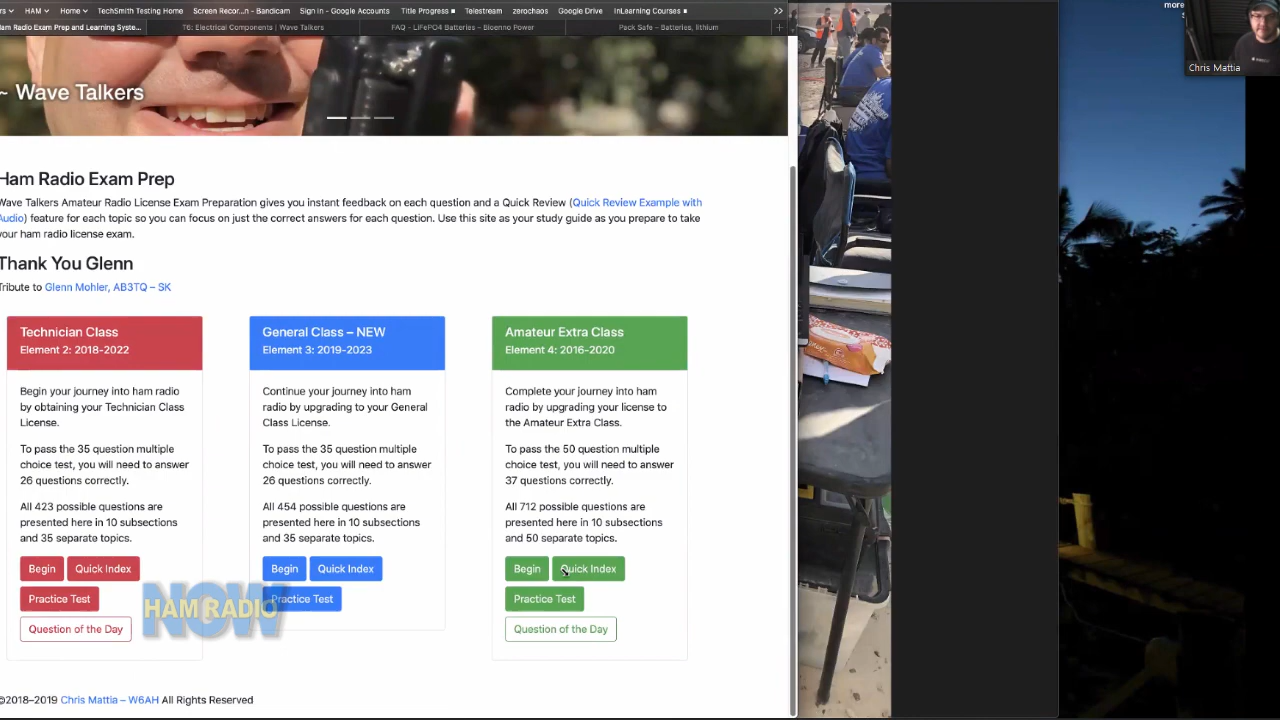 HAM
Home
TechSmith Testing Home
Screen Recor...n - Bandicam
Sign in - Google Accounts
Title Progress
Telestream
zerochaos
Google Drive
InLearning Courses
>>
more
Ham Radio Exam Prep and Learning Syste...
T6: Electrical Components | Wave Talkers
FAQ - LiFePO4 Batteries – Bioenno Power
Pack Safe – Batteries, lithium
+
Chris Mattia
~ Wave Talkers
Ham Radio Exam Prep
Wave Talkers Amateur Radio License Exam Preparation gives you instant feedback on each question and a Quick Review (Quick Review Example with
Audio) feature for each topic so you can focus on just the correct answers for each question. Use this site as your study guide as you prepare to take
your ham radio license exam.
Thank You Glenn
Tribute to Glenn Mohler, AB3TQ – SK
Technician Class
Element 2: 2018-2022
Begin your journey into ham radio
by obtaining your Technician Class
License.
To pass the 35 question multiple
choice test, you will need to answer
26 questions correctly.
All 423 possible questions are
presented here in 10 subsections
and 35 separate topics.
Begin
Quick Index
Practice Test
Question of the Day
General Class – NEW
Element 3: 2019-2023
Continue your journey into ham
radio by upgrading to your General
Class License.
To pass the 35 question multiple
choice test, you will need to answer
26 questions correctly.
All 454 possible questions are
presented here in 10 subsections
and 35 separate topics.
Begin
Quick Index
Practice Test
Amateur Extra Class
Element 4: 2016-2020
Complete your journey into ham
radio by upgrading your license to
the Amateur Extra Class.
To pass the 50 question multiple
choice test, you will need to answer
37 questions correctly.
All 712 possible questions are
presented here in 10 subsections
and 50 separate topics.
Begin
Quick Index
Practice Test
Question of the Day
HAM RADIO
NOW
©2018–2019 Chris Mattia – W6AH All Rights Reserved